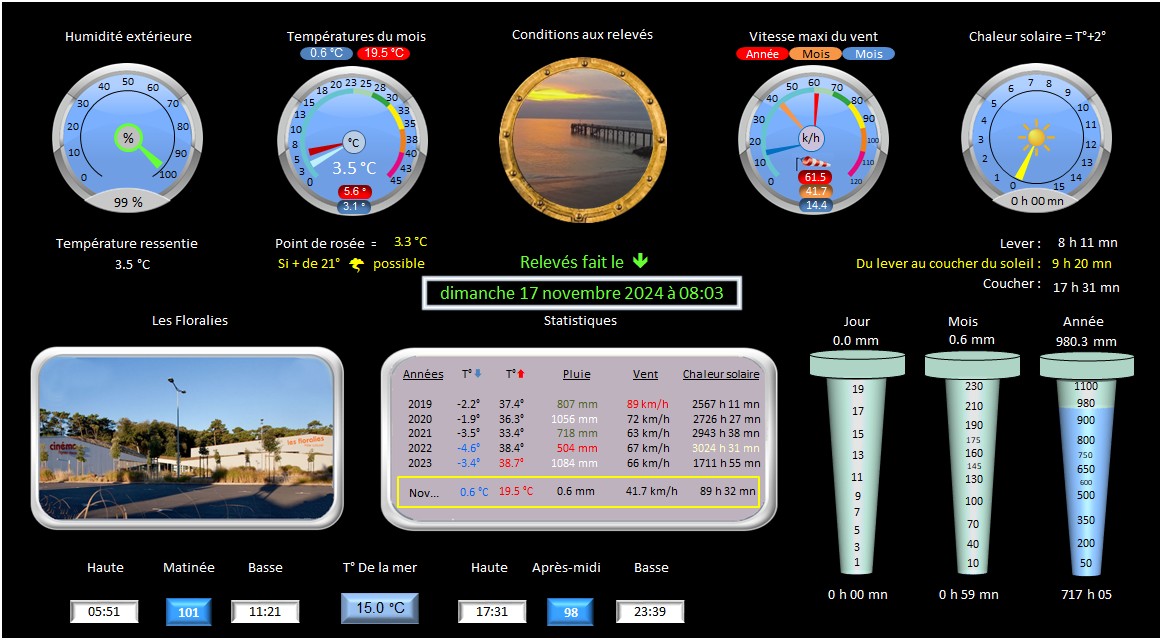 Humidité extérieure
Températures du mois
Conditions aux relevés
Vitesse maxi du vent
Chaleur solaire = T°+2°
0.6 °C 19.5 °C
Année Mois Mois
0 10 20 30 40 50 60 70 80 90 100
%
99 %
0 3 5 8 10 13 15 18 20 23 25 28 30 33 35 38 40 43 45
°C
3.5 °C
5.6 °
3.1 °
0 10 20 30 40 50 60 70 80 90 100 110 120
k/h
61.5
41.7
14.4
0 1 2 3 4 5 6 7 8 9 10 11 12 13 14 15
0 h 00 mn
Température ressentie
3.5 °C
Point de rosée = 3.3 °C
Si + de 21° possible
Relevés fait le
dimanche 17 novembre 2024 à 08:03
Lever : 8 h 11 mn
Du lever au coucher du soleil : 9 h 20 mn
Coucher : 17 h 31 mn
Les Floralies
cinéma
les floralies
Statistiques
Années T° T° Pluie Vent Chaleur solaire
2019 -2.2° 37.4° 807 mm 89 km/h 2567 h 11 mn
2020 -1.9° 36.3° 1056 mm 72 km/h 2726 h 27 mn
2021 -3.5° 33.4° 718 mm 63 km/h 2943 h 38 mn
2022 -4.6° 38.4° 504 mm 67 km/h 3024 h 31 mn
2023 -3.4° 38.7° 1084 mm 66 km/h 1711 h 55 mn
Nov... 0.6 °C 19.5 °C 0.6 mm 41.7 km/h 89 h 32 mn
Jour
0.0 mm
19
17
15
13
11
9
7
5
3
1
0 h 00 mn
Mois
0.6 mm
230
210
190
175
160
145
130
100
70
40
10
0 h 59 mn
Année
980.3 mm
1100
980
900
800
750
650
600
500
350
200
50
717 h 05
Haute Matinée Basse T° De la mer Haute Après-midi Basse
05:51 101 11:21 15.0 °C 17:31 98 23:39